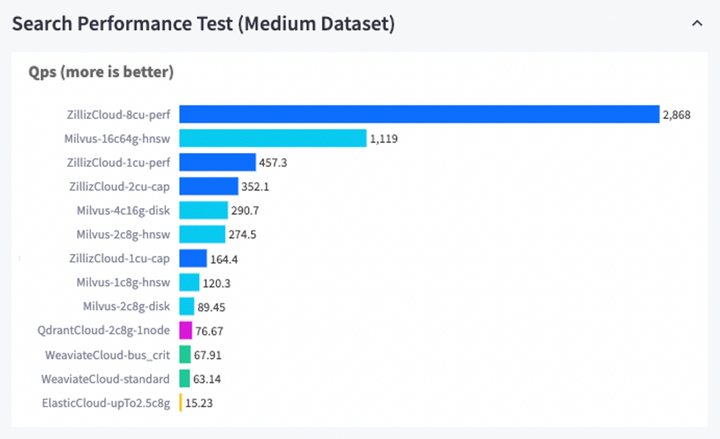 Search Performance Test (Medium Dataset)
Qps (more is better)
ZillizCloud-8cu-perf 2,868
Milvus-16c64g-hnsw 1,119
ZillizCloud-1cu-perf 457.3
ZillizCloud-2cu-cap 352.1
Milvus-4c16g-disk 290.7
Milvus-2c8g-hnsw 274.5
ZillizCloud-1cu-cap 164.4
Milvus-1c8g-hnsw 120.3
Milvus-2c8g-disk 89.45
QdrantCloud-2c8g-1node 76.67
WeaviateCloud-bus_crit 67.91
WeaviateCloud-standard 63.14
ElasticCloud-upTo2.5c8g 15.23